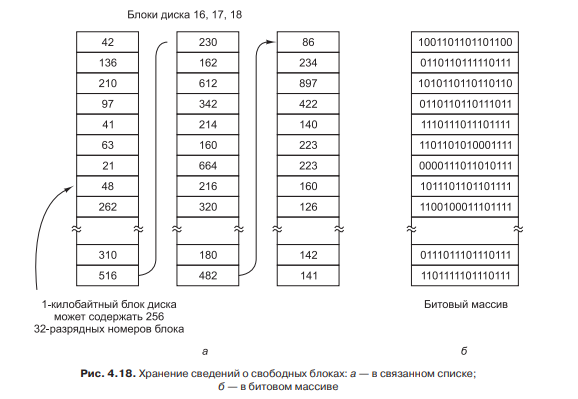 Блоки диска 16, 17, 18
42 230 86 1001101101101100
136 162 234 0110110111110111
210 612 897 1010110110110110
97 342 422 0110110110111011
41 214 140 1110111011101111
63 160 223 1101101010001111
21 664 223 0000111011010111
48 216 160 1011101101101111
262 320 126 1100100011101111
310 180 142 0111011101110111
516 482 141 1101111101110111
1-килобайтный блок диска
может содержать 256
32-разрядных номеров блока
Битовый массив
а б
Рис. 4.18. Хранение сведений о свободных блоках: а — в связанном списке;
б — в битовом массиве